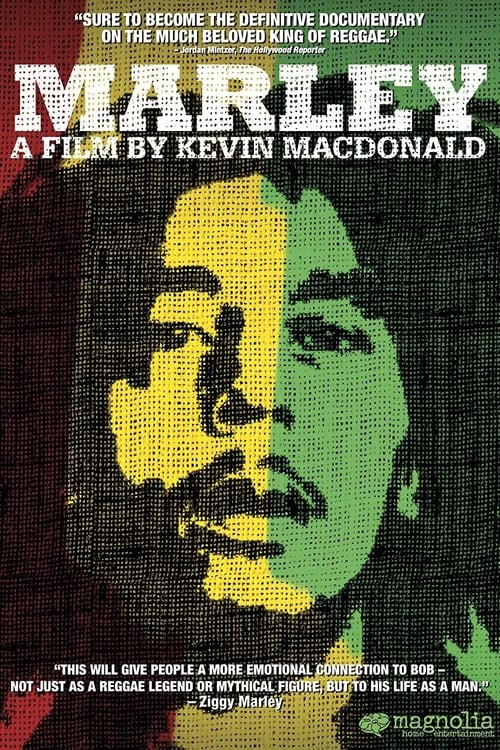 “SURE TO BECOME THE DEFINITIVE DOCUMENTARY
ON THE MUCH BELOVED KING OF REGGAE.”
– Jordan Mintzer, The Hollywood Reporter
MARLEY
A FILM BY KEVIN MACDONALD
“THIS WILL GIVE PEOPLE A MORE EMOTIONAL CONNECTION TO BOB –
NOT JUST AS A REGGAE LEGEND OR MYTHICAL FIGURE, BUT TO HIS LIFE AS A MAN.”
– Ziggy Marley
magnolia
home entertainment